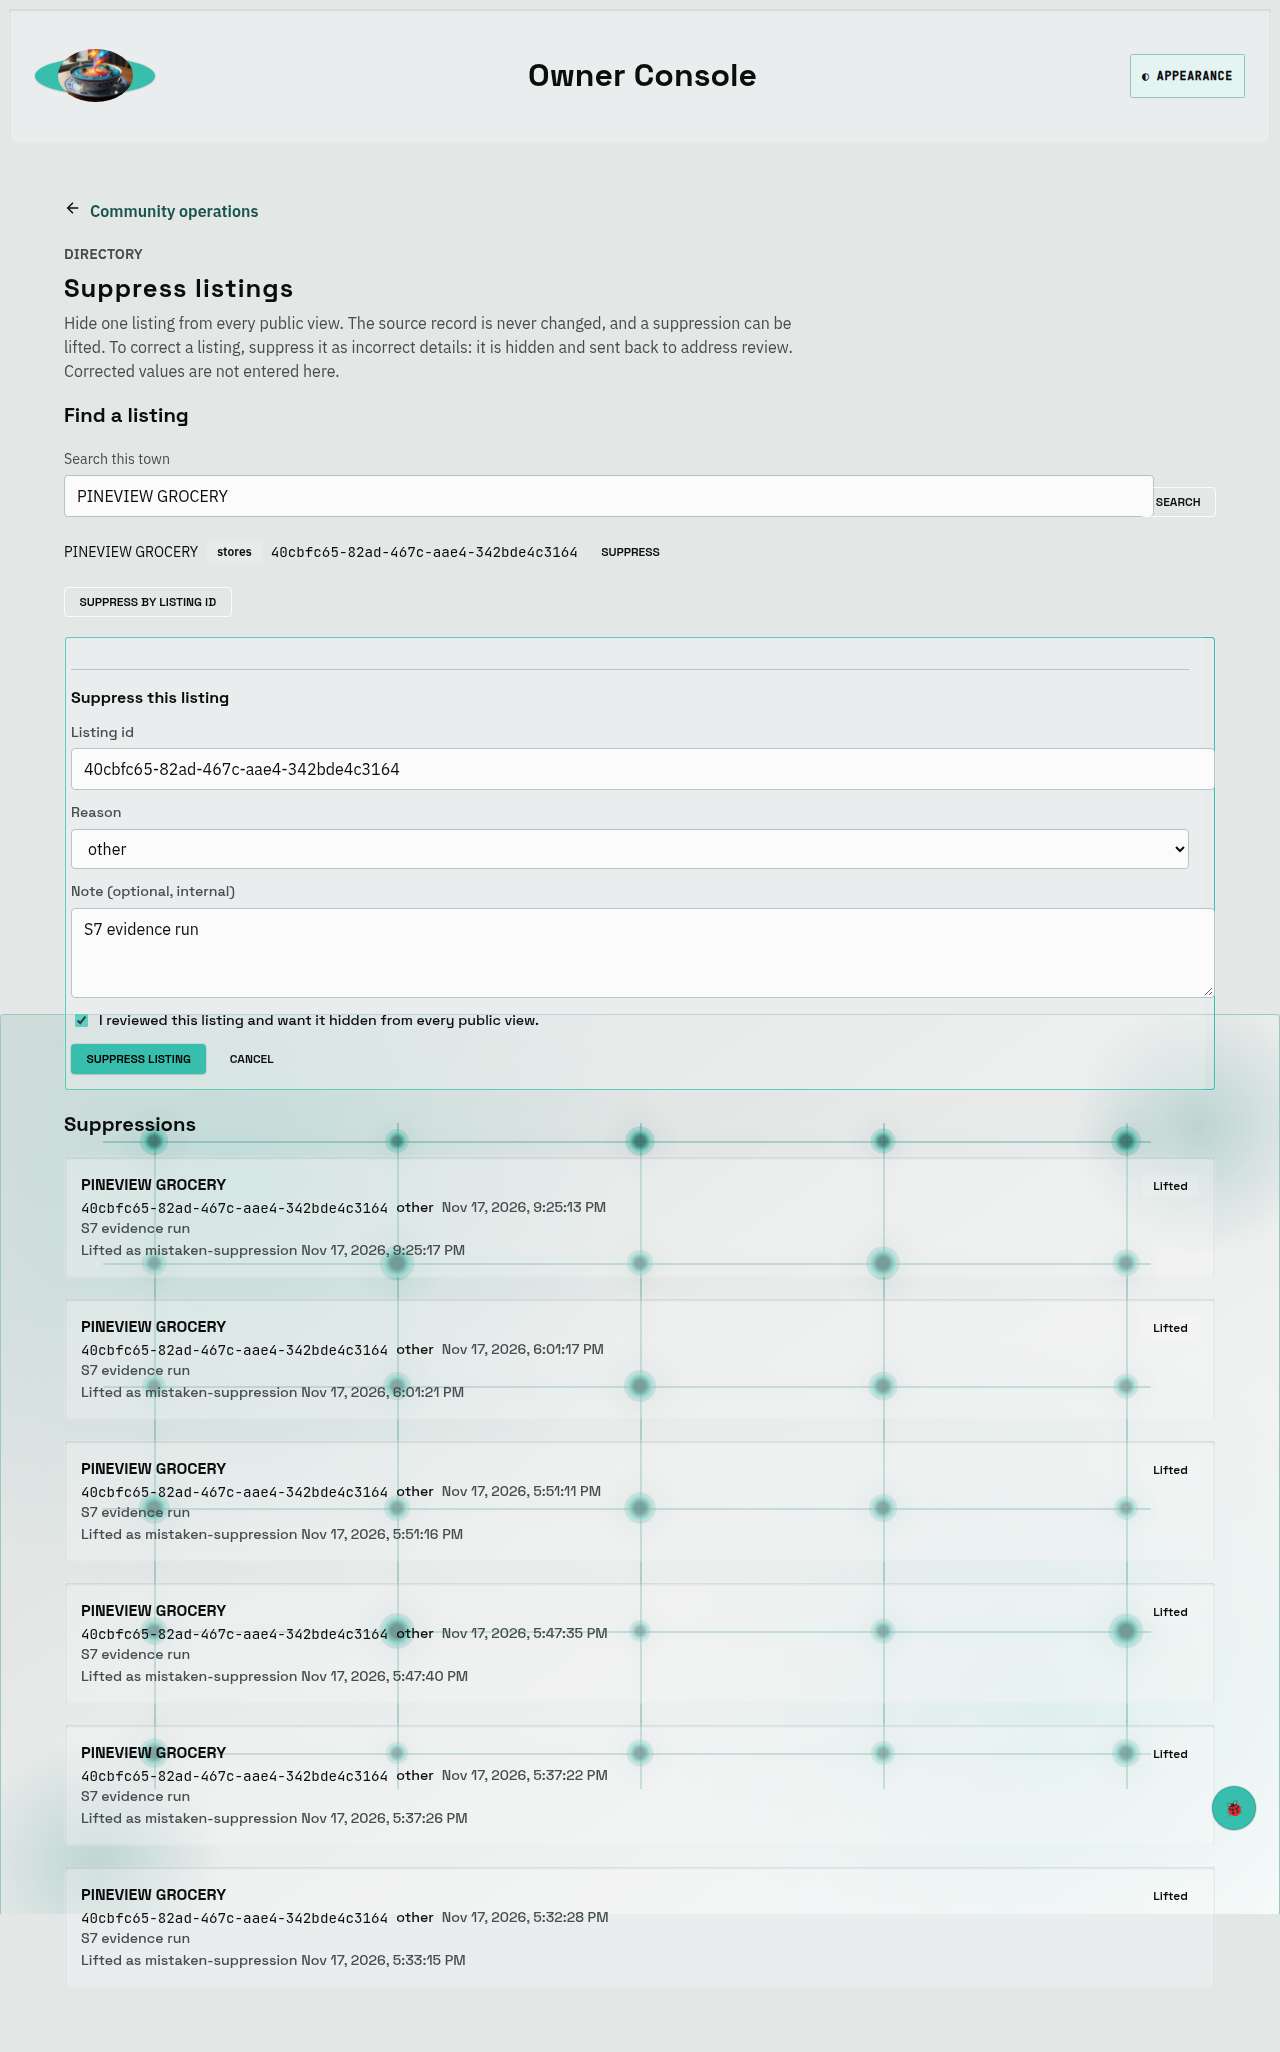 Owner Console
◐ APPEARANCE
← Community operations
DIRECTORY
Suppress listings
Hide one listing from every public view. The source record is never changed, and a suppression can be
lifted. To correct a listing, suppress it as incorrect details: it is hidden and sent back to address review.
Corrected values are not entered here.
Find a listing
Search this town
PINEVIEW GROCERY
SEARCH
PINEVIEW GROCERY stores 40cbfc65-82ad-467c-aae4-342bde4c3164 SUPPRESS
SUPPRESS BY LISTING ID
Suppress this listing
Listing id
40cbfc65-82ad-467c-aae4-342bde4c3164
Reason
other
Note (optional, internal)
S7 evidence run
I reviewed this listing and want it hidden from every public view.
SUPPRESS LISTING CANCEL
Suppressions
PINEVIEW GROCERY Lifted
40cbfc65-82ad-467c-aae4-342bde4c3164 other Nov 17, 2026, 9:25:13 PM
S7 evidence run
Lifted as mistaken-suppression Nov 17, 2026, 9:25:17 PM
PINEVIEW GROCERY Lifted
40cbfc65-82ad-467c-aae4-342bde4c3164 other Nov 17, 2026, 6:01:17 PM
S7 evidence run
Lifted as mistaken-suppression Nov 17, 2026, 6:01:21 PM
PINEVIEW GROCERY Lifted
40cbfc65-82ad-467c-aae4-342bde4c3164 other Nov 17, 2026, 5:51:11 PM
S7 evidence run
Lifted as mistaken-suppression Nov 17, 2026, 5:51:16 PM
PINEVIEW GROCERY Lifted
40cbfc65-82ad-467c-aae4-342bde4c3164 other Nov 17, 2026, 5:47:35 PM
S7 evidence run
Lifted as mistaken-suppression Nov 17, 2026, 5:47:40 PM
PINEVIEW GROCERY Lifted
40cbfc65-82ad-467c-aae4-342bde4c3164 other Nov 17, 2026, 5:37:22 PM
S7 evidence run
Lifted as mistaken-suppression Nov 17, 2026, 5:37:26 PM
PINEVIEW GROCERY Lifted
40cbfc65-82ad-467c-aae4-342bde4c3164 other Nov 17, 2026, 5:32:28 PM
S7 evidence run
Lifted as mistaken-suppression Nov 17, 2026, 5:33:15 PM